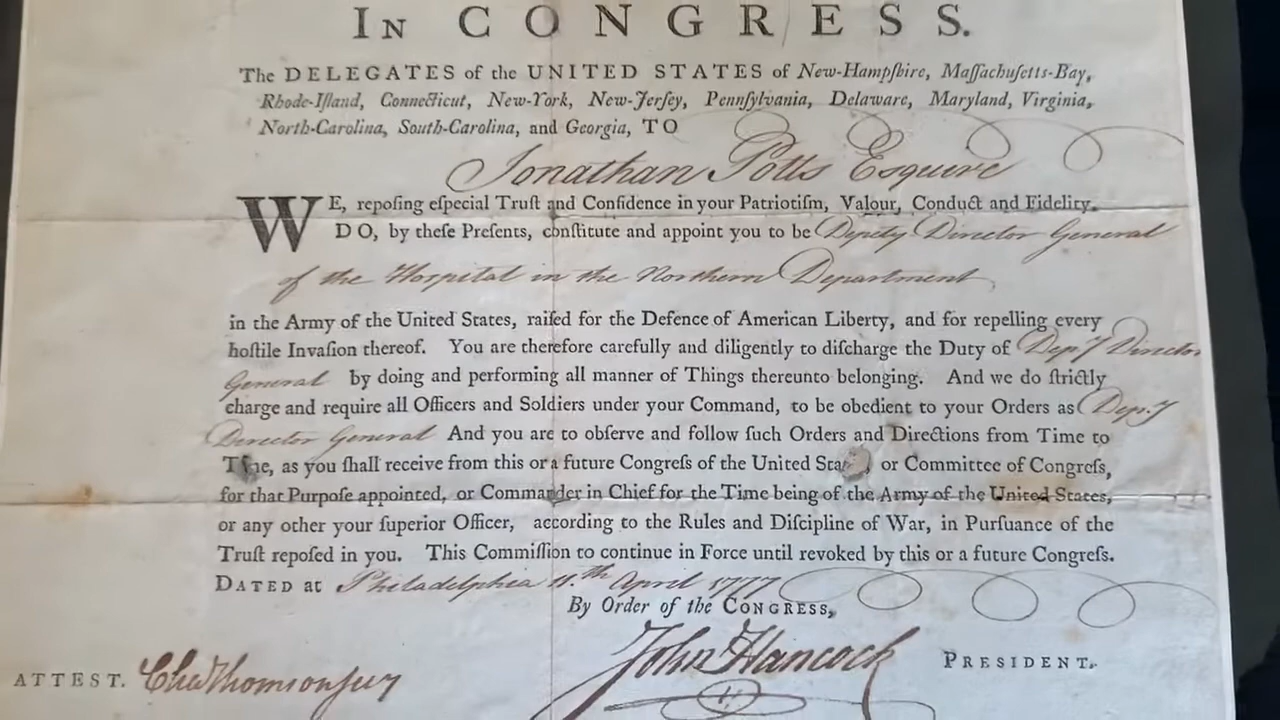 IN CONGRESS.
The DELEGATES of the UNITED STATES of New-Hampſhire, Maſſachuſetts-Bay,
Rhode-Iſland, Connecticut, New-York, New-Jerſey, Pennſylvania, Delaware, Maryland, Virginia,
North-Carolina, South-Carolina, and Georgia, TO
Jonathan Potts Esquire
WE, repoſing eſpecial Truſt and Confidence in your Patriotiſm, Valour, Conduct and Fidelity.
DO, by theſe Preſents, conſtitute and appoint you to be Deputy Director General
of the Hospital in the Northern Department
in the Army of the United States, raiſed for the Defence of American Liberty, and for repelling every
hoſtile Invaſion thereof. You are therefore carefully and diligently to diſcharge the Duty of Dep.y Director
General by doing and performing all manner of Things thereunto belonging. And we do ſtrictly
charge and require all Officers and Soldiers under your Command, to be obedient to your Orders as Dep.y
Director General And you are to obſerve and follow ſuch Orders and Directions from Time to
as you ſhall receive from this or a future Congreſs of the United or Committee of Congreſs,
for that Purpoſe appointed, or Commander in Chief for the Time being of the Army of the United States,
or any other your ſuperior Officer, according to the Rules and Diſcipline of War, in Purſuance of the
Truſt repoſed in you. This Commiſſion to continue in Force until revoked by this or a future Congreſs.
DATED at Philadelphia 11.th April 1777
By Order of the CONGRESS,
John Hancock PRESIDENT.
ATTEST. Cha Thomson secy